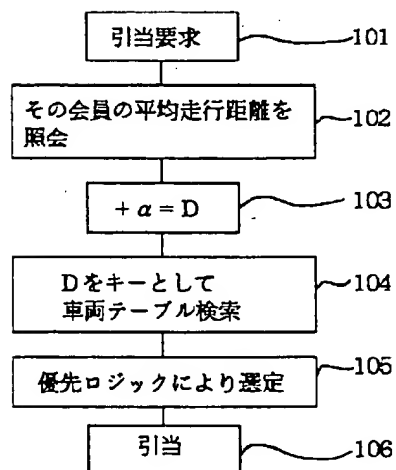 引当要求
101
その会員の平均走行距離を
照会
102
+ α = D
103
Dをキーとして
車両テーブル検索
104
優先ロジックにより選定
105
引当
106